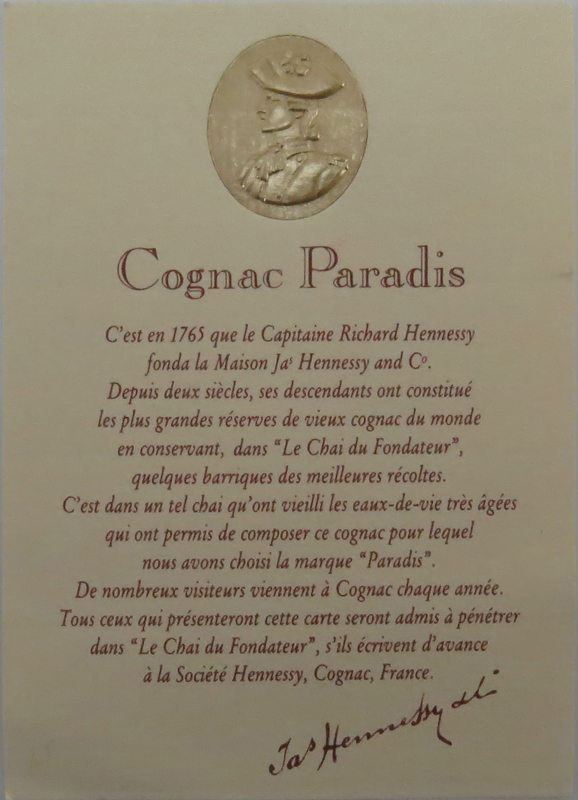 Cognac Paradis
C'est en 1765 que le Capitaine Richard Hennessy
fonda la Maison Jaˢ Hennessy and Cº.
Depuis deux siècles, ses descendants ont constitué
les plus grandes réserves de vieux cognac du monde
en conservant, dans "Le Chai du Fondateur",
quelques barriques des meilleures récoltes.
C'est dans un tel chai qu'ont vieilli les eaux-de-vie très âgées
qui ont permis de composer ce cognac pour lequel
nous avons choisi la marque "Paradis".
De nombreux visiteurs viennent à Cognac chaque année.
Tous ceux qui présenteront cette carte seront admis à pénétrer
dans "Le Chai du Fondateur", s'ils écrivent d'avance
à la Société Hennessy, Cognac, France.
Jaˢ Hennessy